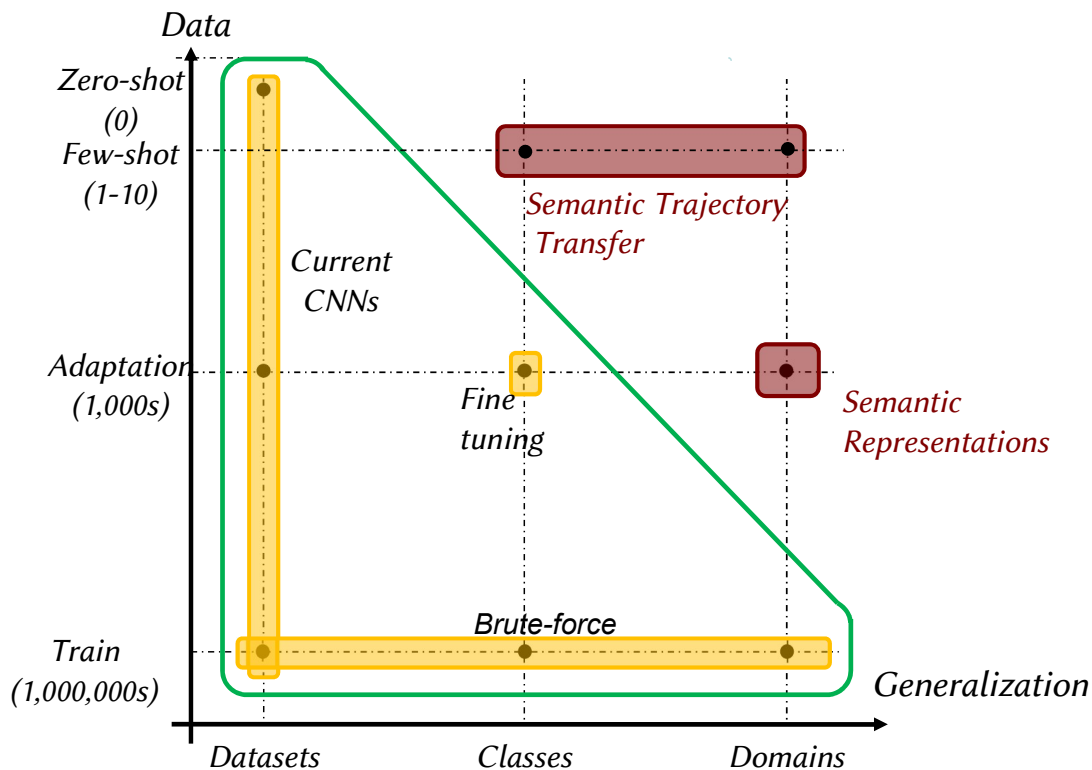 Data
Zero-shot
(0)
Few-shot
(1-10)
Semantic Trajectory
Transfer
Current
CNNs
Adaptation
(1,000s)
Fine
tuning
Semantic
Representations
Brute-force
Train
(1,000,000s)
Generalization
Datasets
Classes
Domains